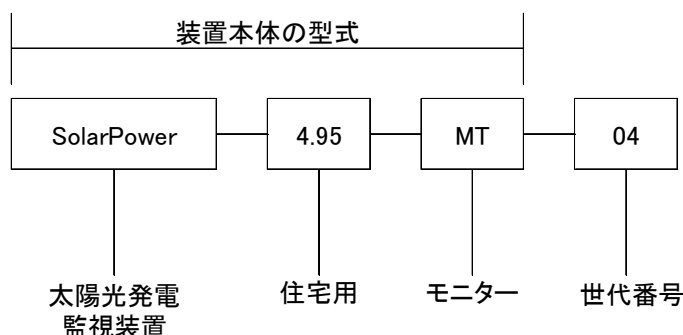 装置本体の型式
SolarPower
4.95
MT
04
太陽光発電
監視装置
住宅用
モニター
世代番号